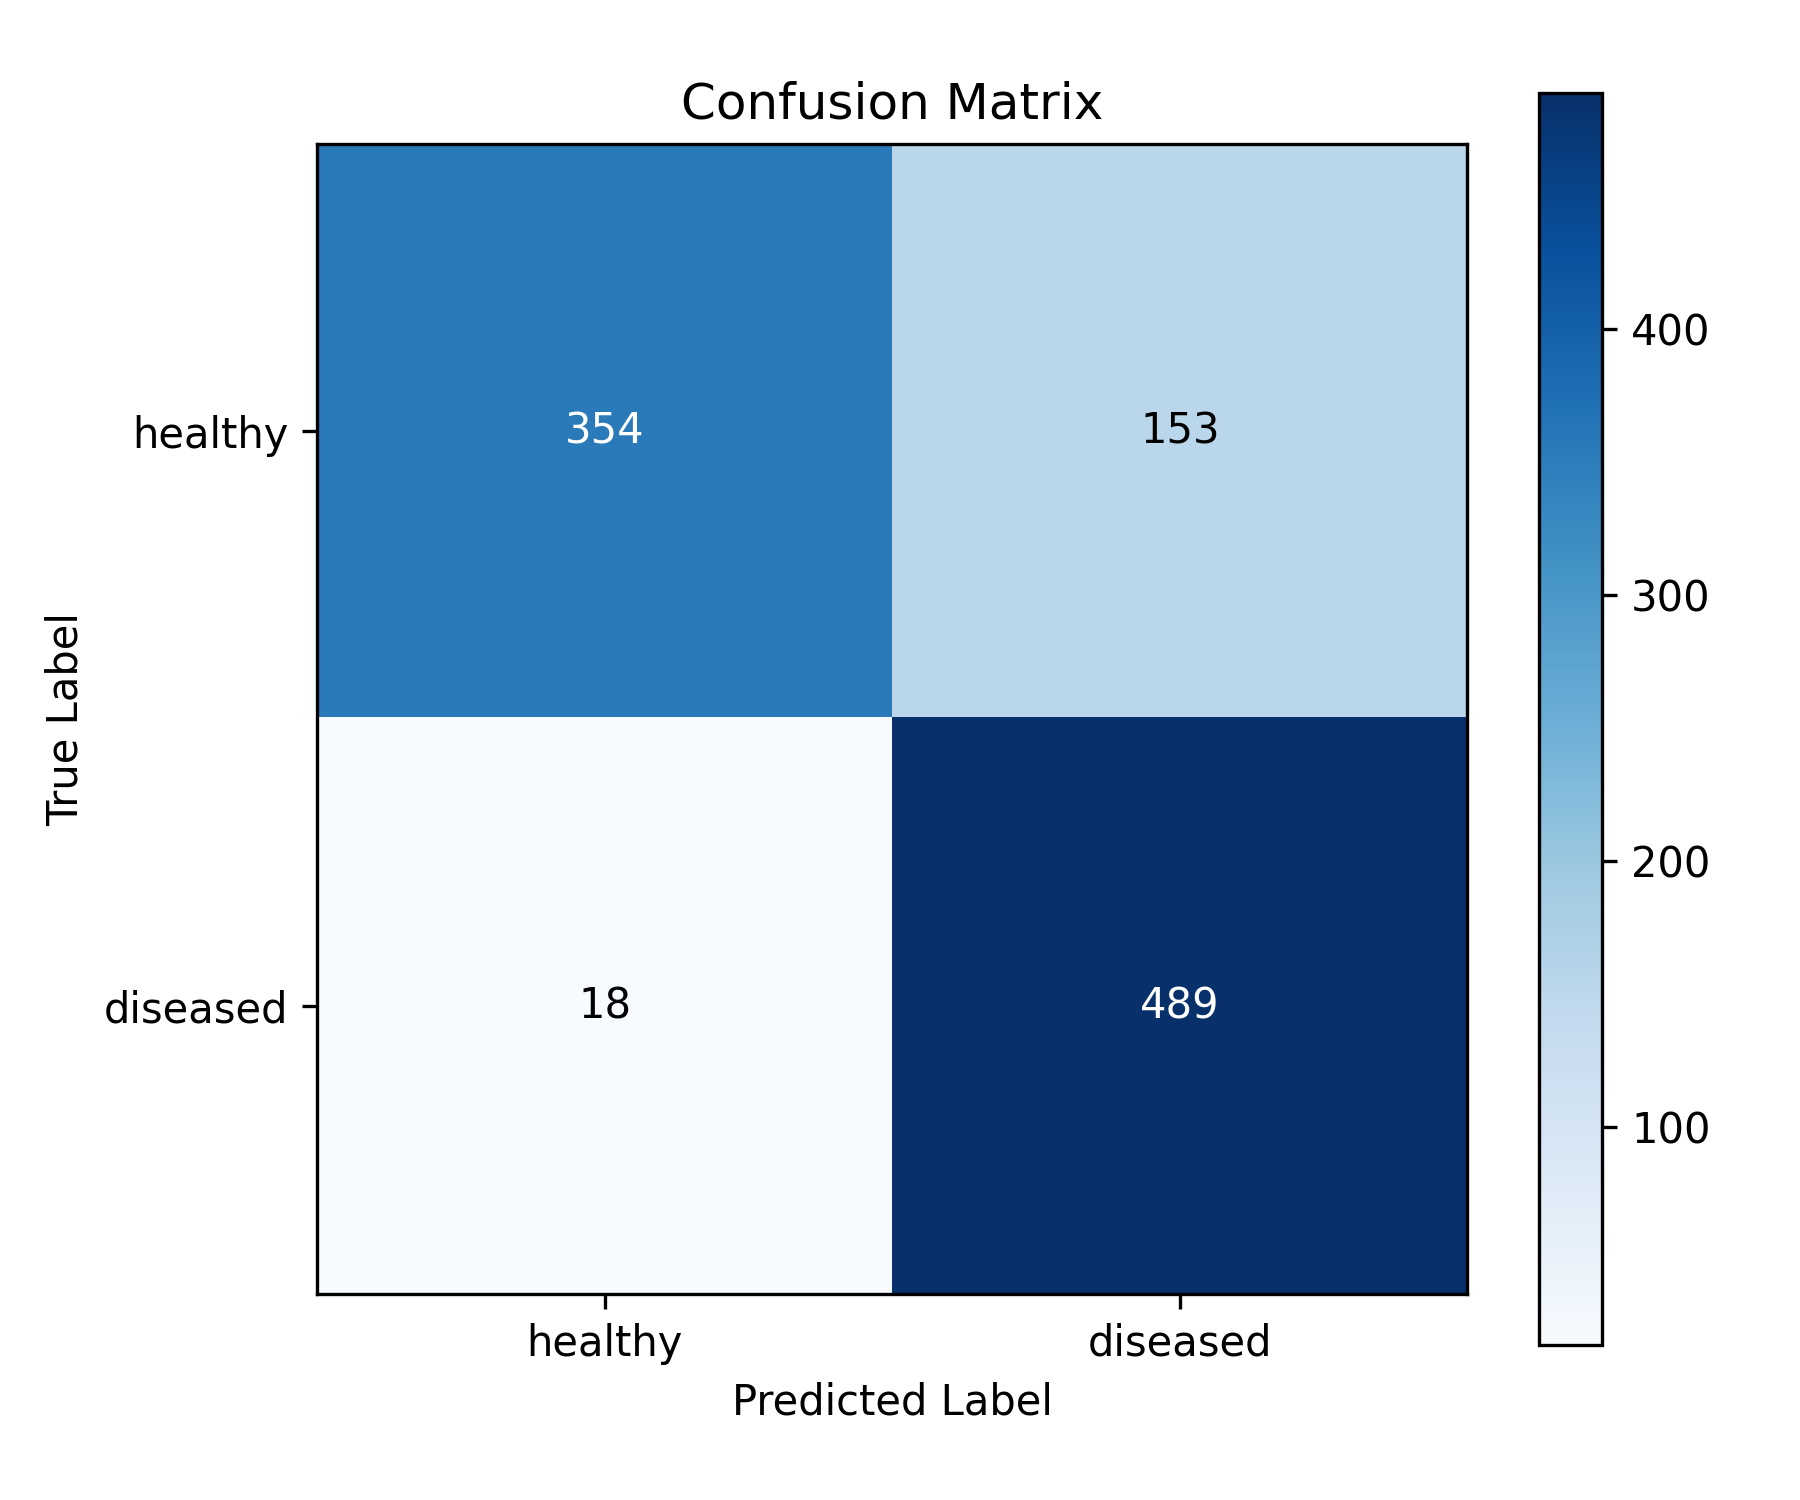 Confusion Matrix
True Label
healthy
354
153
diseased
18
489
healthy
diseased
Predicted Label
400
300
200
100